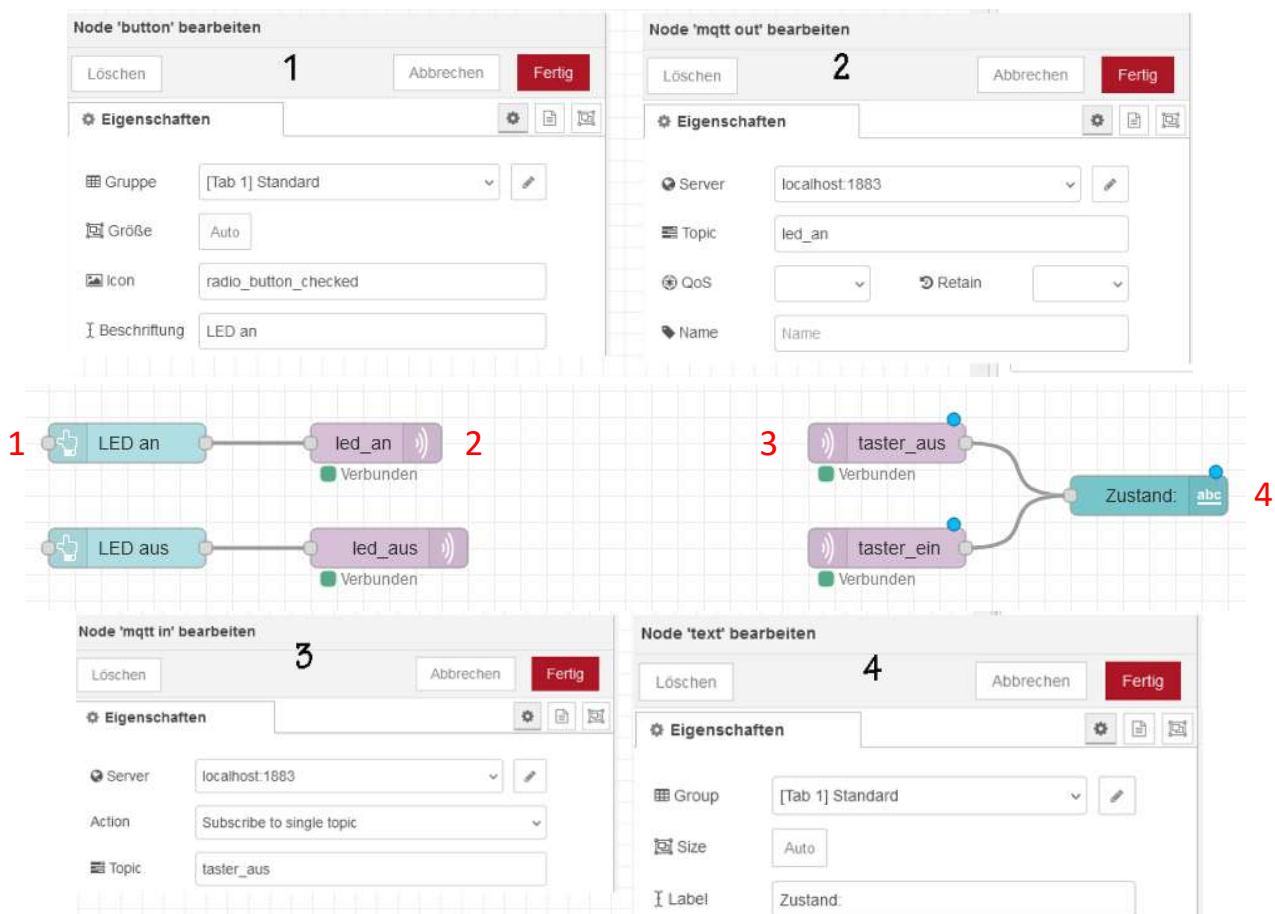 Node 'button' bearbeiten
1
Löschen Abbrechen Fertig
Eigenschaften
Gruppe [Tab 1] Standard
Größe Auto
Icon radio_button_checked
Beschriftung LED an
Node 'mqtt out' bearbeiten
2
Löschen Abbrechen Fertig
Eigenschaften
Server localhost:1883
Topic led_an
QoS Retain
Name Name
1 LED an led_an 2
Verbunden
LED aus led_aus
Verbunden
3 taster_aus
Verbunden
Zustand: abc 4
taster_ein
Verbunden
Node 'mqtt in' bearbeiten
3
Löschen Abbrechen Fertig
Eigenschaften
Server localhost:1883
Action Subscribe to single topic
Topic taster_aus
Node 'text' bearbeiten
4
Löschen Abbrechen Fertig
Eigenschaften
Group [Tab 1] Standard
Size Auto
Label Zustand: